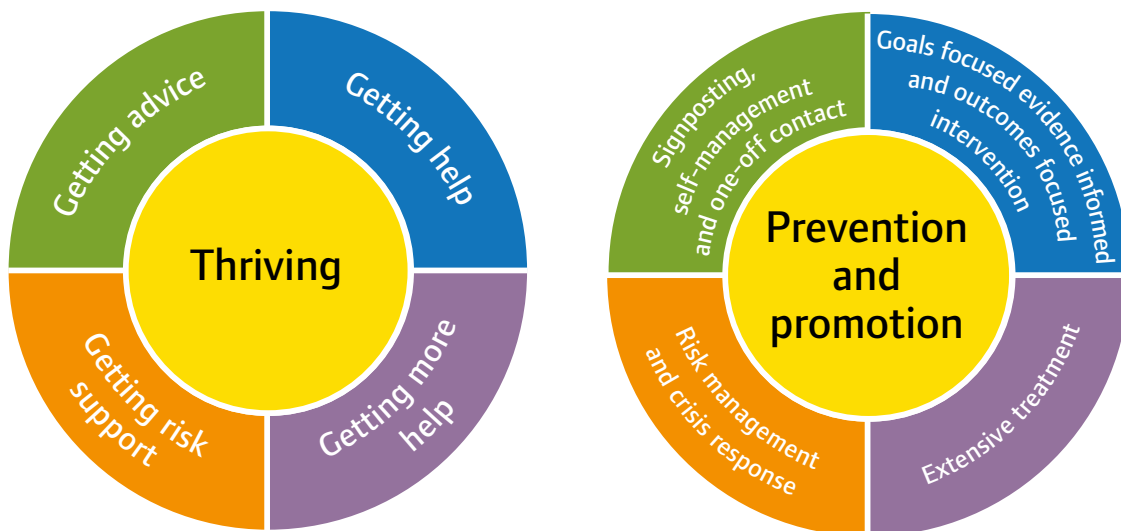 Getting advice
Getting help
Thriving
Getting risk
support
Getting more
help
Signposting,
self-management
and one-off contact
Goals focused evidence informed
and outcomes focused
intervention
Prevention
and
promotion
Risk management
and crisis response
Extensive treatment